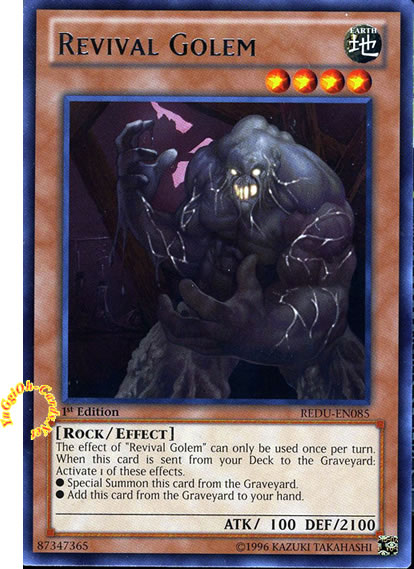 REVIVAL GOLEM
EARTH
地
YuGgiOh-Cards.Net
1st Edition
REDU-EN085
[ROCK/EFFECT]
The effect of "Revival Golem" can only be used once per turn.
When this card is sent from your Deck to the Graveyard:
Activate 1 of these effects.
● Special Summon this card from the Graveyard.
● Add this card from the Graveyard to your hand.
ATK/ 100 DEF/2100
87347365
©1996 KAZUKI TAKAHASHI